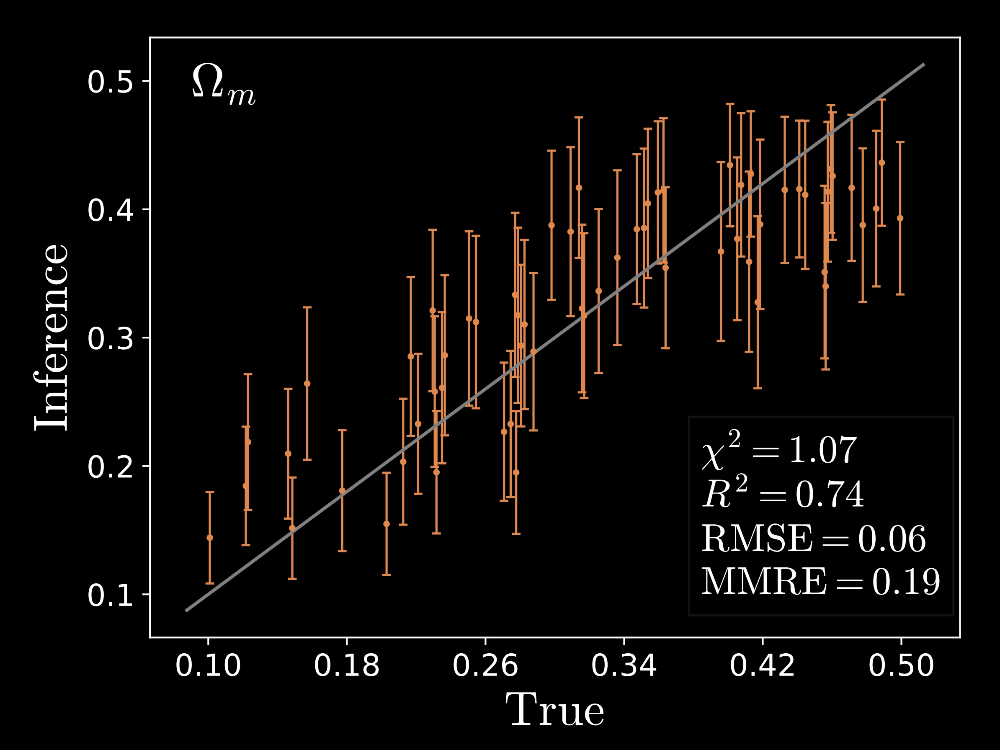 Ωₘ
0.5
0.4
0.3
0.2
0.1
Inference
χ² = 1.07
R² = 0.74
RMSE = 0.06
MMRE = 0.19
0.10 0.18 0.26 0.34 0.42 0.50
True